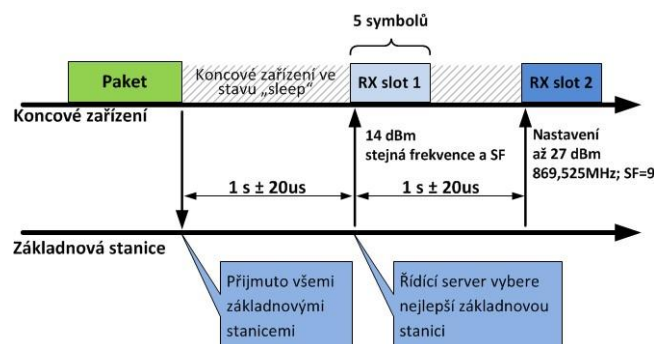 5 symbolů
Paket
Koncové zařízení ve
stavu „sleep“
RX slot 1
RX slot 2
Koncové zařízení
14 dBm
stejná frekvence a SF
Nastavení
až 27 dBm
869,525MHz; SF=9
1 s ± 20us
1 s ± 20us
Základnová stanice
Přijmuto všemi
základnovými
stanicemi
Řídící server vybere
nejlepší základnovou
stanici